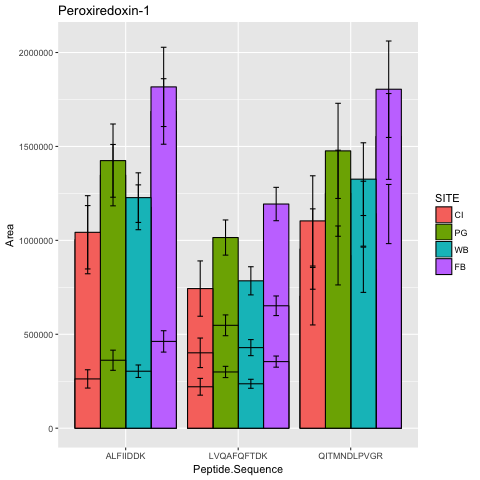 Peroxiredoxin-1
Area
2000000
1500000
1000000
500000
0
ALFIIDDK
LVQAFQFTDK
QITMNDLPVGR
Peptide.Sequence
SITE
CI
PG
WB
FB